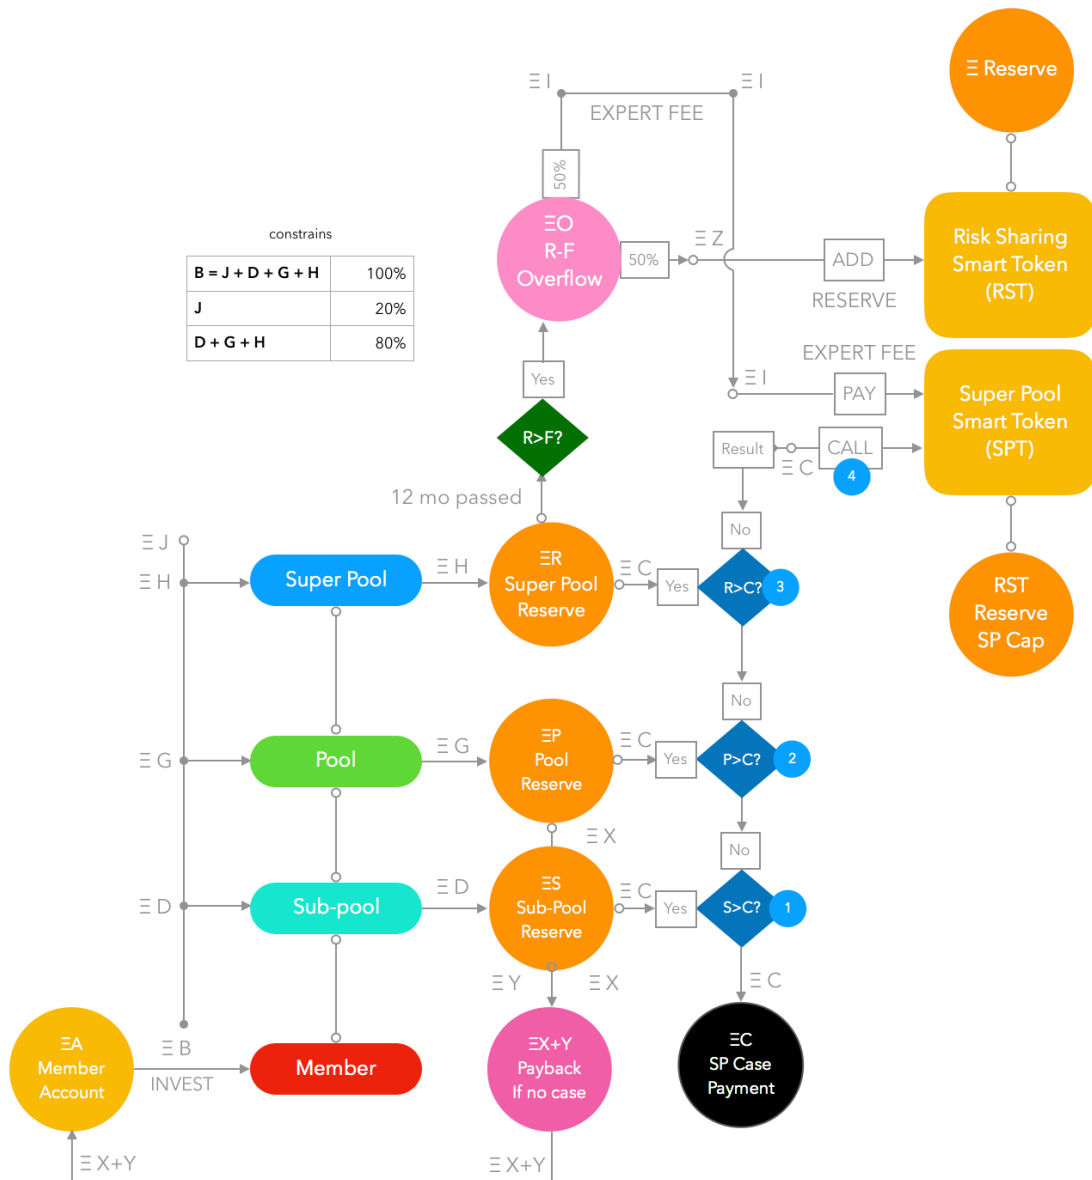 Ξ Reserve
Ξ I
Ξ I
EXPERT FEE
50%
ΞO
R-F
Overflow
50%
Ξ Z
ADD
RESERVE
Risk Sharing
Smart Token
(RST)
constrains
B = J + D + G + H 100%
J 20%
D + G + H 80%
EXPERT FEE
Ξ I
PAY
Yes
R>F?
Super Pool
Smart Token
(SPT)
Result
Ξ C
CALL
4
12 mo passed
No
Ξ J
Ξ H
Super Pool
Ξ H
ΞR
Super Pool
Reserve
Ξ C
Yes
R>C?
3
RST
Reserve
SP Cap
No
Ξ G
Pool
Ξ G
ΞP
Pool
Reserve
Ξ C
Yes
P>C?
2
Ξ X
No
Ξ D
Sub-pool
Ξ D
ΞS
Sub-Pool
Reserve
Ξ C
Yes
S>C?
1
Ξ Y
Ξ X
Ξ C
ΞA
Member
Account
Ξ B
INVEST
Member
ΞX+Y
Payback
If no case
ΞC
SP Case
Payment
Ξ X+Y
Ξ X+Y